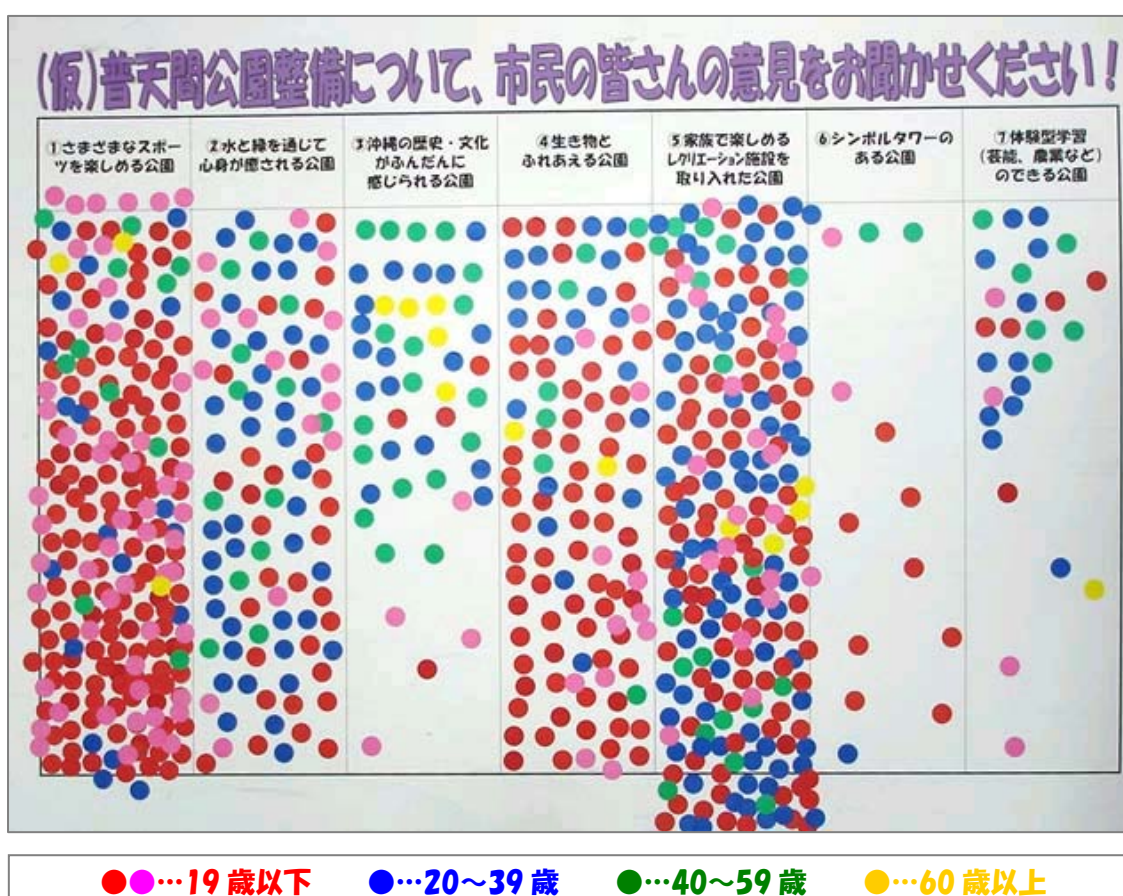 (仮)普天間公園整備について、市民の皆さんの意見をお聞かせください!
①さまざまなスポー
ツを楽しめる公園
②水と緑を通じて
心身が癒される公園
③沖縄の歴史・文化
がふんだんに
感じられる公園
④生き物と
ふれあえる公園
⑤家族で楽しめる
レクリエーション施設を
取り入れた公園
⑥シンボルタワーの
ある公園
⑦体験型学習
(芸能、農業など)
のできる公園
●●…19歳以下 ●…20~39歳 ●…40~59歳 ●…60歳以上